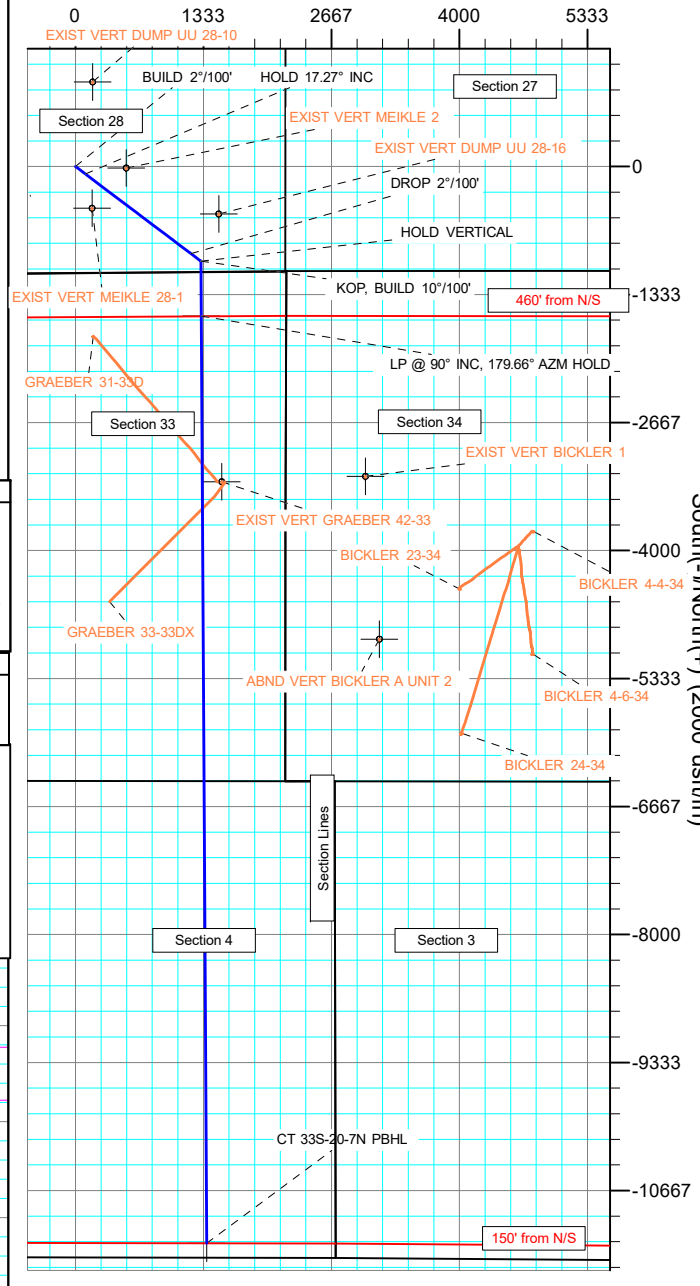 0 1333 2667 4000 5333
EXIST VERT DUMP UU 28-10
BUILD 2°/100'
HOLD 17.27° INC
Section 27
Section 28
EXIST VERT MEIKLE 2
EXIST VERT DUMP UU 28-16
0
DROP 2°/100'
HOLD VERTICAL
KOP, BUILD 10°/100'
EXIST VERT MEIKLE 28-1
-1333
460' from N/S
LP @ 90° INC, 179.66° AZM HOLD
GRAEBER 31-33D
Section 33
Section 34
-2667
EXIST VERT BICKLER 1
EXIST VERT GRAEBER 42-33
BICKLER 23-34
-4000
BICKLER 4-4-34
GRAEBER 33-33DX
ABND VERT BICKLER A UNIT 2
-5333
BICKLER 4-6-34
BICKLER 24-34
-6667
Section Lines
Section 4
Section 3
-8000
-9333
CT 33S-20-7N PBHL
-10667
150' from N/S
South(-)/North(+) (2000 usft/in)